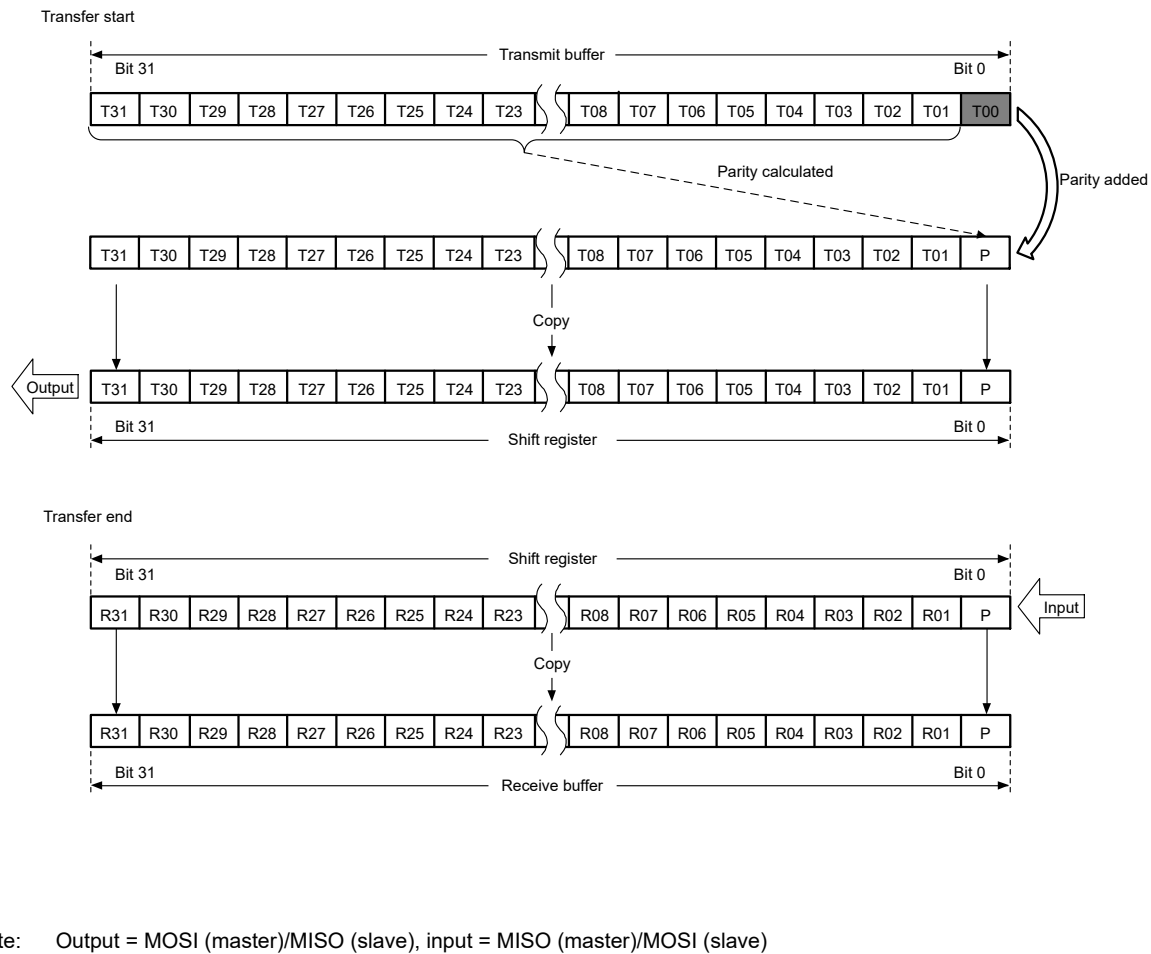 Transfer start
Transmit buffer
Bit 31 Bit 0
T31 T30 T29 T28 T27 T26 T25 T24 T23 T08 T07 T06 T05 T04 T03 T02 T01 T00
Parity calculated
Parity added
T31 T30 T29 T28 T27 T26 T25 T24 T23 T08 T07 T06 T05 T04 T03 T02 T01 P
Copy
Output T31 T30 T29 T28 T27 T26 T25 T24 T23 T08 T07 T06 T05 T04 T03 T02 T01 P
Bit 31 Bit 0
Shift register
Transfer end
Shift register
Bit 31 Bit 0
R31 R30 R29 R28 R27 R26 R25 R24 R23 R08 R07 R06 R05 R04 R03 R02 R01 P Input
Copy
R31 R30 R29 R28 R27 R26 R25 R24 R23 R08 R07 R06 R05 R04 R03 R02 R01 P
Bit 31 Bit 0
Receive buffer
te: Output = MOSI (master)/MISO (slave), input = MISO (master)/MOSI (slave)